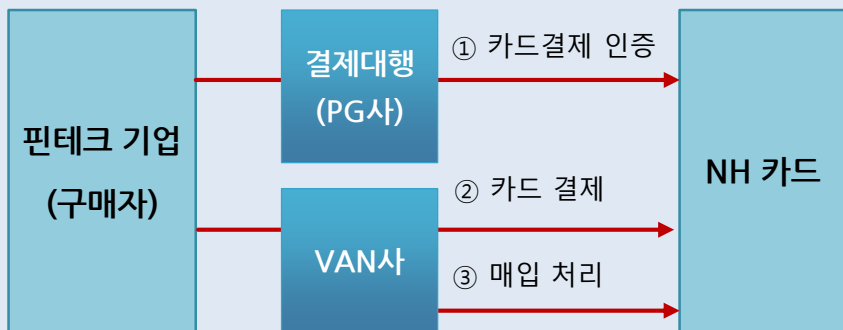 핀테크 기업
(구매자)
결제대행
(PG사)
① 카드결제 인증
VAN사
② 카드 결제
③ 매입 처리
NH 카드